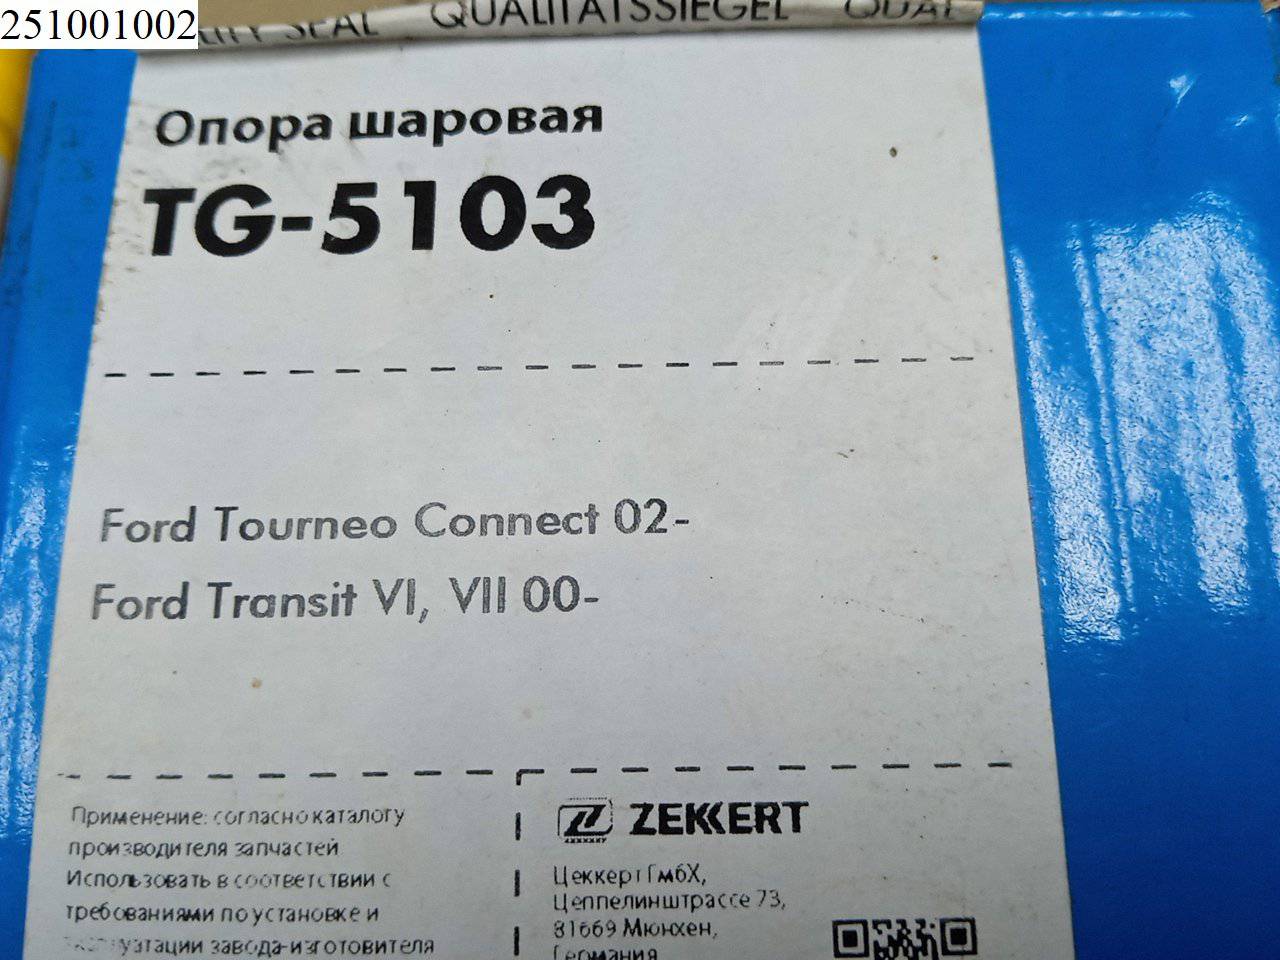 251001002
SEAL QUALITÄTSSIEGEL
Опора шаровая
TG-5103
Ford Tourneo Connect 02-
Ford Transit VI, VII 00-
Применение: согласно каталогу
производителя запчастей
Использовать в соответствии с
требованиями по установке и
завода-изготовителя
ZEKKERT
Цеккерт ГмбХ,
Цеппелинштрассе 73,
81669 Мюнхен,
Германия